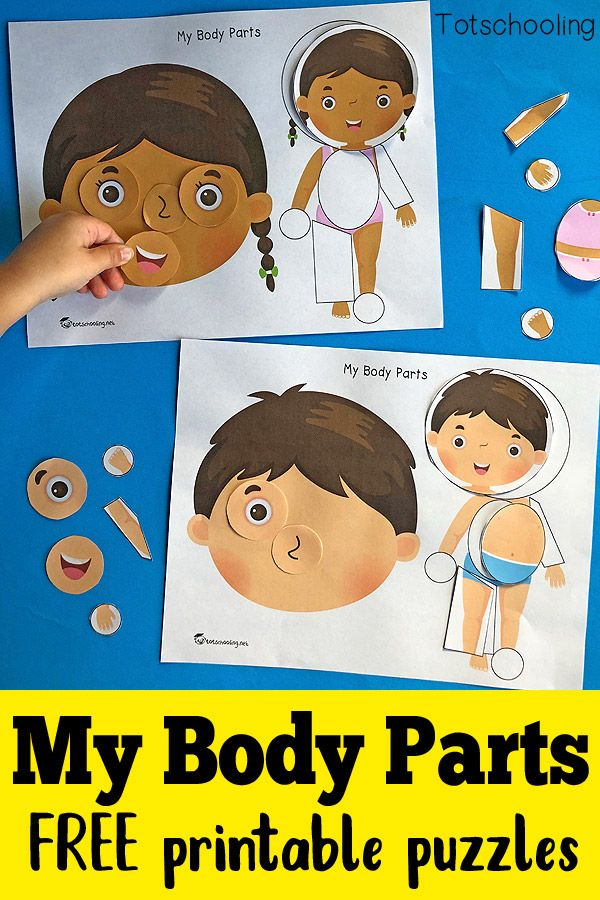 Totschooling
My Body Parts
totschooling.net
My Body Parts
totschooling.net
My Body Parts
FREE printable puzzles